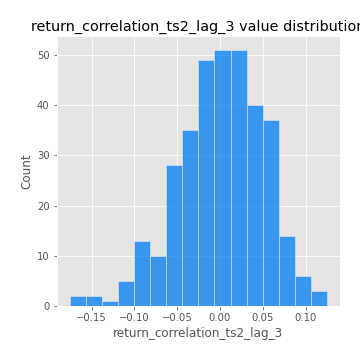 return_correlation_ts2_lag_3 value distribution
50
40
30
20
10
0
Count
−0.15 −0.10 −0.05 0.00 0.05 0.10
return_correlation_ts2_lag_3